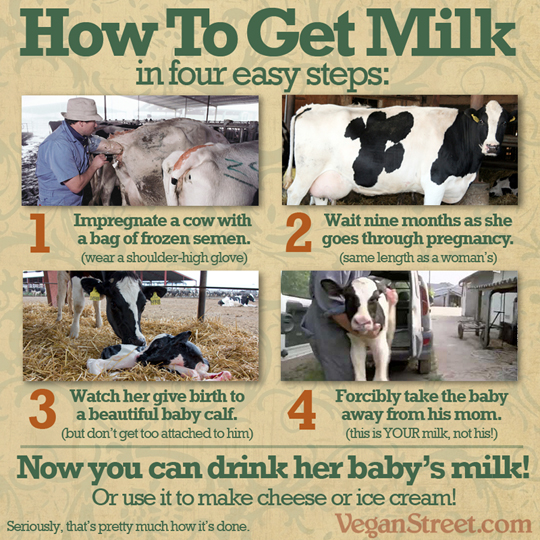 How To Get Milk
in four easy steps:
1
Impregnate a cow with
a bag of frozen semen.
(wear a shoulder-high glove)
2
Wait nine months as she
goes through pregnancy.
(same length as a woman's)
3
Watch her give birth to
a beautiful baby calf.
(but don't get too attached to him)
4
Forcibly take the baby
away from his mom.
(this is YOUR milk, not his!)
Now you can drink her baby's milk!
Or use it to make cheese or ice cream!
Seriously, that's pretty much how it's done.
VeganStreet.com